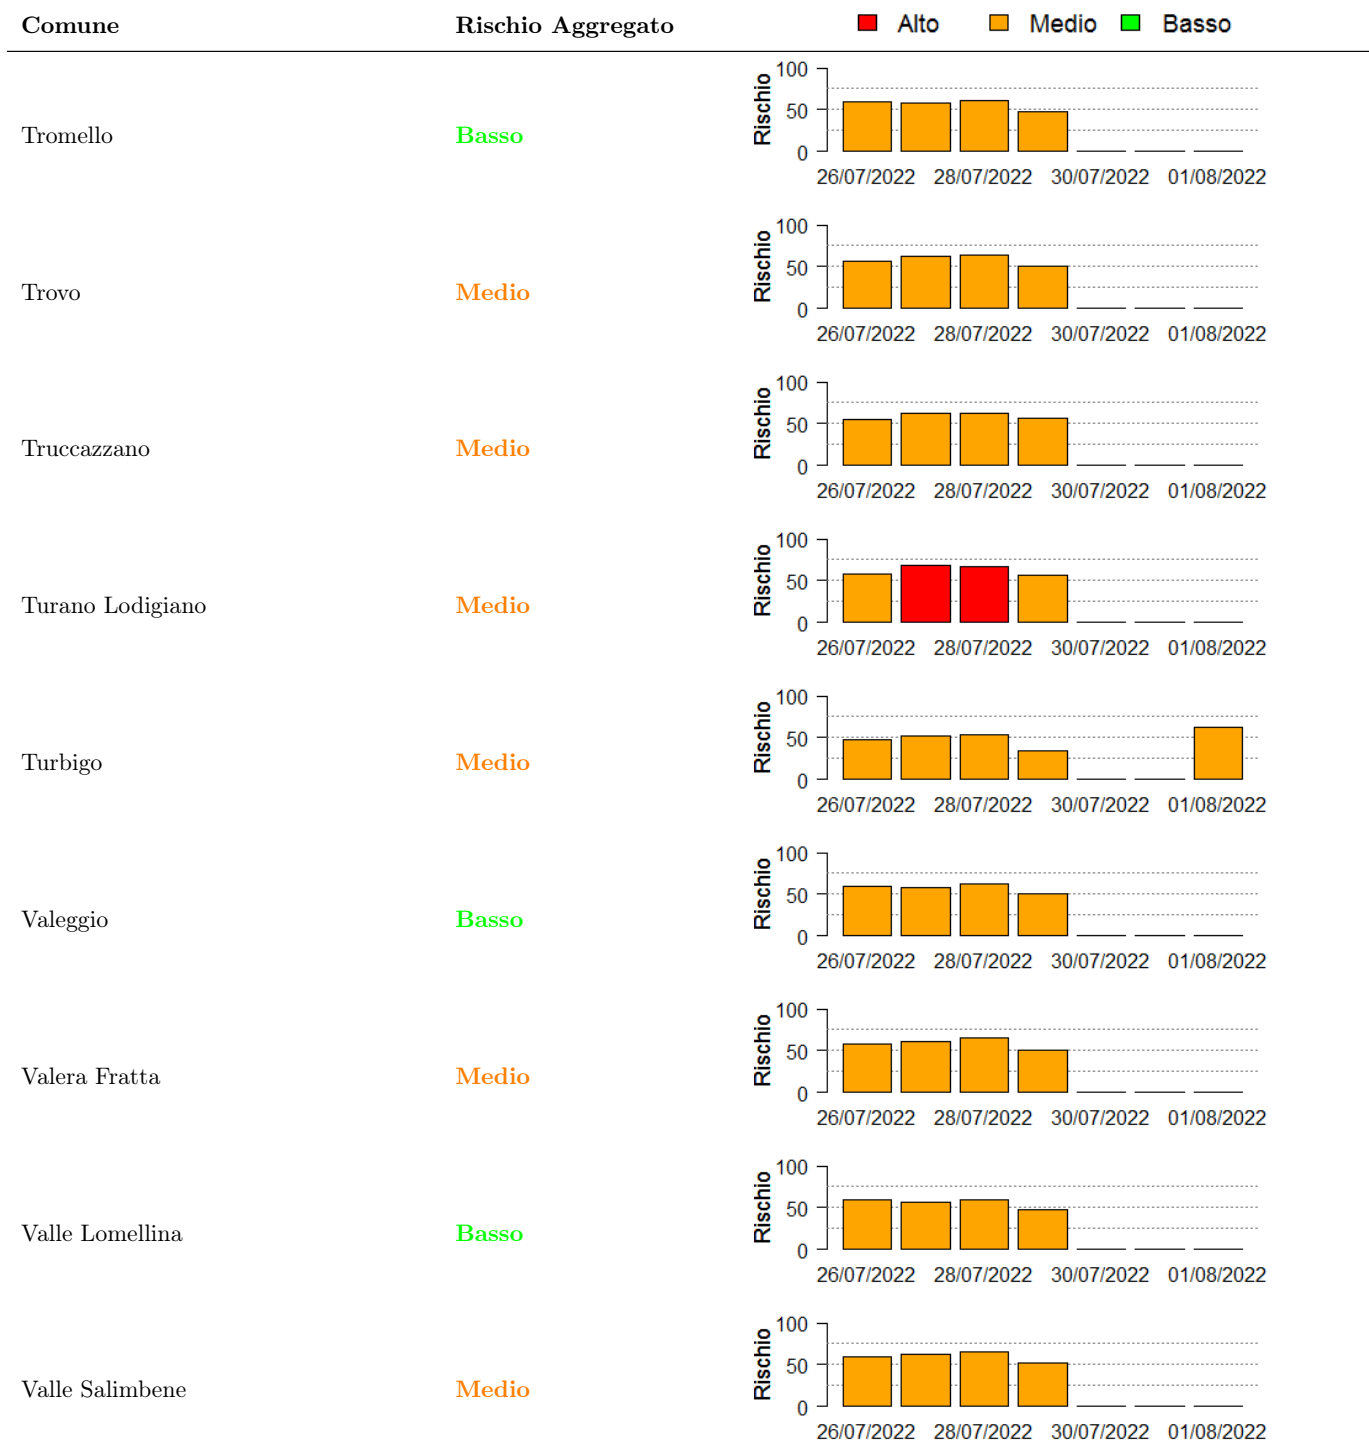 Comune Rischio Aggregato Alto Medio Basso
Tromello Basso
Rischio
100
50
0
26/07/2022 28/07/2022 30/07/2022 01/08/2022
Trovo Medio
Rischio
100
50
0
26/07/2022 28/07/2022 30/07/2022 01/08/2022
Truccazzano Medio
Rischio
100
50
0
26/07/2022 28/07/2022 30/07/2022 01/08/2022
Turano Lodigiano Medio
Rischio
100
50
0
26/07/2022 28/07/2022 30/07/2022 01/08/2022
Turbigo Medio
Rischio
100
50
0
26/07/2022 28/07/2022 30/07/2022 01/08/2022
Valeggio Basso
Rischio
100
50
0
26/07/2022 28/07/2022 30/07/2022 01/08/2022
Valera Fratta Medio
Rischio
100
50
0
26/07/2022 28/07/2022 30/07/2022 01/08/2022
Valle Lomellina Basso
Rischio
100
50
0
26/07/2022 28/07/2022 30/07/2022 01/08/2022
Valle Salimbene Medio
Rischio
100
50
0
26/07/2022 28/07/2022 30/07/2022 01/08/2022